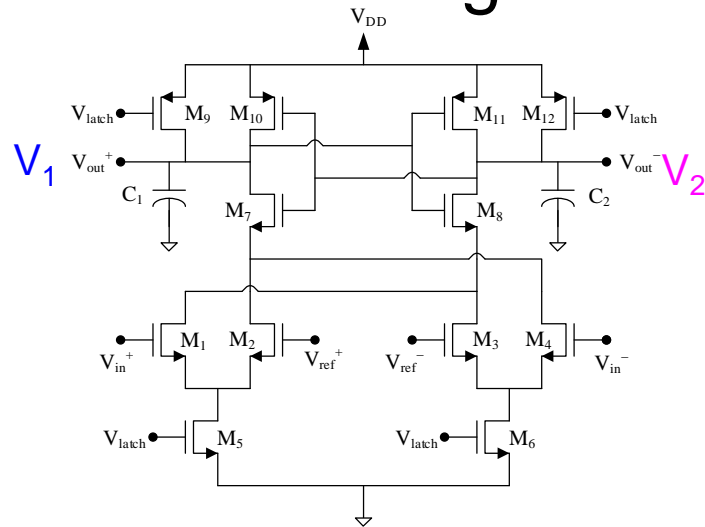 g
V_DD
V_latch M_9 M_10 M_11 M_12 V_latch
V_1 V_out^+ V_out^- V_2
C_1 M_7 M_8 C_2
V_in^+ M_1 M_2 V_ref^+ V_ref^- M_3 M_4 V_in^-
V_latch M_5 V_latch M_6